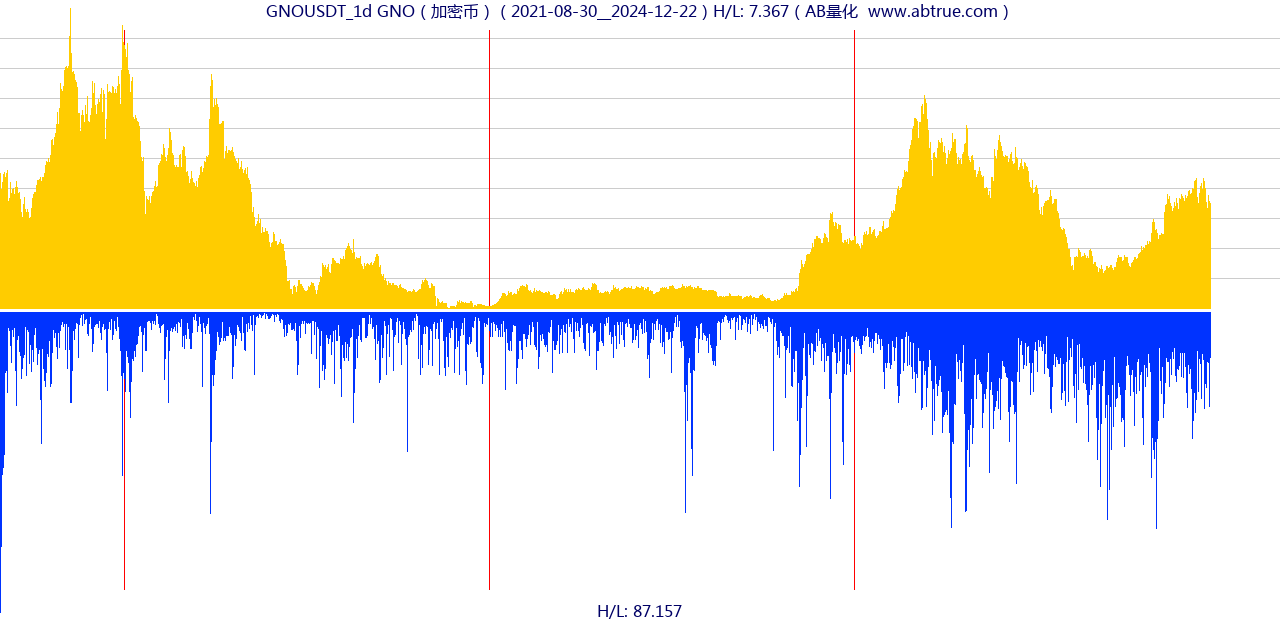 GNOUSDT_1d GNO（加密币）（2021-08-30__2024-12-22）H/L: 7.367（AB量化  www.abtrue.com）
H/L: 87.157